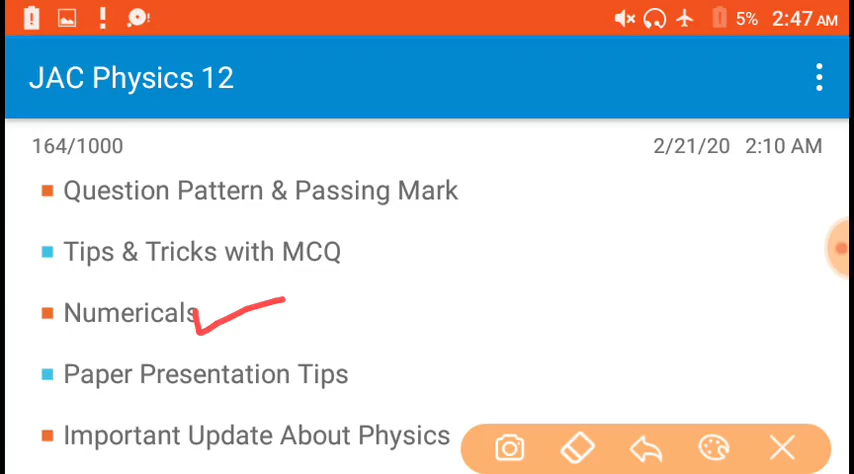 5% 2:47 AM
JAC Physics 12
164/1000 2/21/20 2:10 AM
Question Pattern & Passing Mark
Tips & Tricks with MCQ
Numericals
Paper Presentation Tips
Important Update About Physics